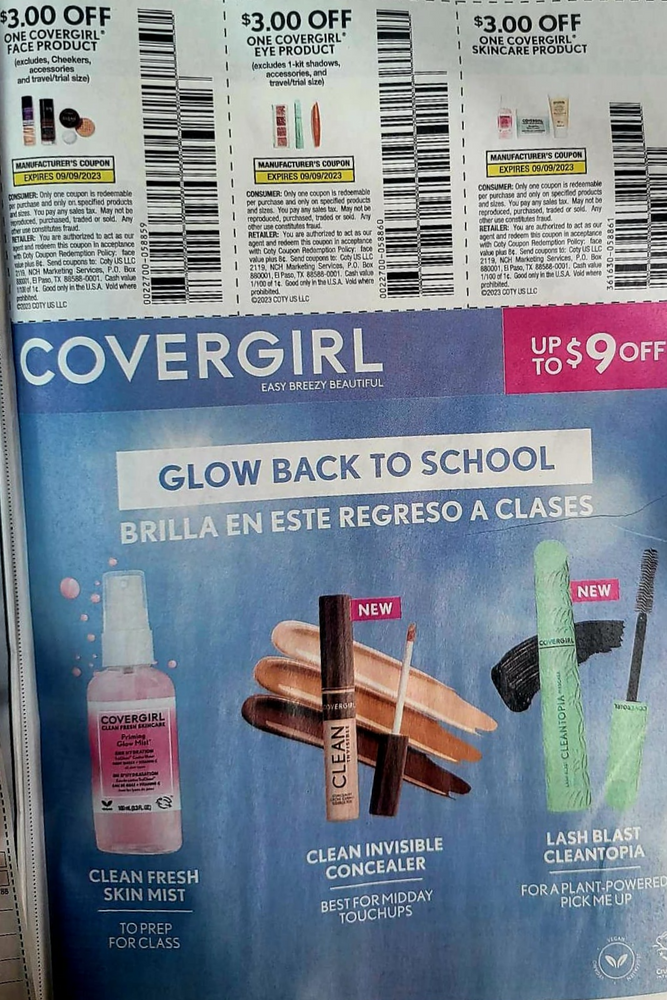 $3.00 OFF
ONE COVERGIRL®
FACE PRODUCT
(excludes, Cheekers,
accessories
and travel/trial size)
MANUFACTURER'S COUPON
EXPIRES 09/09/2023
CONSUMER: Only one coupon is redeemable
per purchase and only on specified products
and sizes. You pay any sales tax. May not be
reproduced, purchased, traded or sold. Any
other use constitutes fraud.
RETAILER: You are authorized to act as our
agent and redeem this coupon in acceptance
with Coty Coupon Redemption Policy: face
value plus 8¢. Send coupons to: Coty US LLC
2119, NCH Marketing Services, P.O. Box
880001, El Paso, TX 88588-0001. Cash value
1/100 of 1¢. Good only in the U.S.A. Void where
prohibited.
©2023 COTY US LLC
0022700-058859
$3.00 OFF
ONE COVERGIRL®
EYE PRODUCT
(excludes 1-kit shadows,
accessories, and
travel/trial size)
MANUFACTURER'S COUPON
EXPIRES 09/09/2023
CONSUMER: Only one coupon is redeemable
per purchase and only on specified products
and sizes. You pay any sales tax. May not be
reproduced, purchased, traded or sold. Any
other use constitutes fraud.
RETAILER: You are authorized to act as our
agent and redeem this coupon in acceptance
with Coty Coupon Redemption Policy: face
value plus 8¢. Send coupons to: Coty US LLC
2119, NCH Marketing Services, P.O. Box
880001, El Paso, TX 88588-0001. Cash value
1/100 of 1¢. Good only in the U.S.A. Void where
prohibited.
©2023 COTY US LLC
0022700-058860
$3.00 OFF
ONE COVERGIRL®
SKINCARE PRODUCT
MANUFACTURER'S COUPON
EXPIRES 09/09/2023
CONSUMER: Only one coupon is redeemable
per purchase and only on specified products
and sizes. You pay any sales tax. May not be
reproduced, purchased, traded or sold. Any
other use constitutes fraud.
RETAILER: You are authorized to act as our
agent and redeem this coupon in acceptance
with Coty Coupon Redemption Policy: face
value plus 8¢. Send coupons to: Coty US LLC
2119, NCH Marketing Services, P.O. Box
880001, El Paso, TX 88588-0001. Cash value
1/100 of 1¢. Good only in the U.S.A. Void where
prohibited.
©2023 COTY US LLC
361630-058861
COVERGIRL
EASY BREEZY BEAUTIFUL
UP TO $9 OFF
GLOW BACK TO SCHOOL
BRILLA EN ESTE REGRESO A CLASES
NEW
NEW
COVERGIRL
CLEAN FRESH SKINCARE
Priming
Glow Mist
100 mL
COVERGIRL
CLEAN
INVISIBLE
COVERGIRL
CLEANTOPIA
COVERGIRL
CLEAN FRESH
SKIN MIST
TO PREP
FOR CLASS
CLEAN INVISIBLE
CONCEALER
BEST FOR MIDDAY
TOUCHUPS
LASH BLAST
CLEANTOPIA
FOR A PLANT-POWERED
PICK ME UP
VEGAN